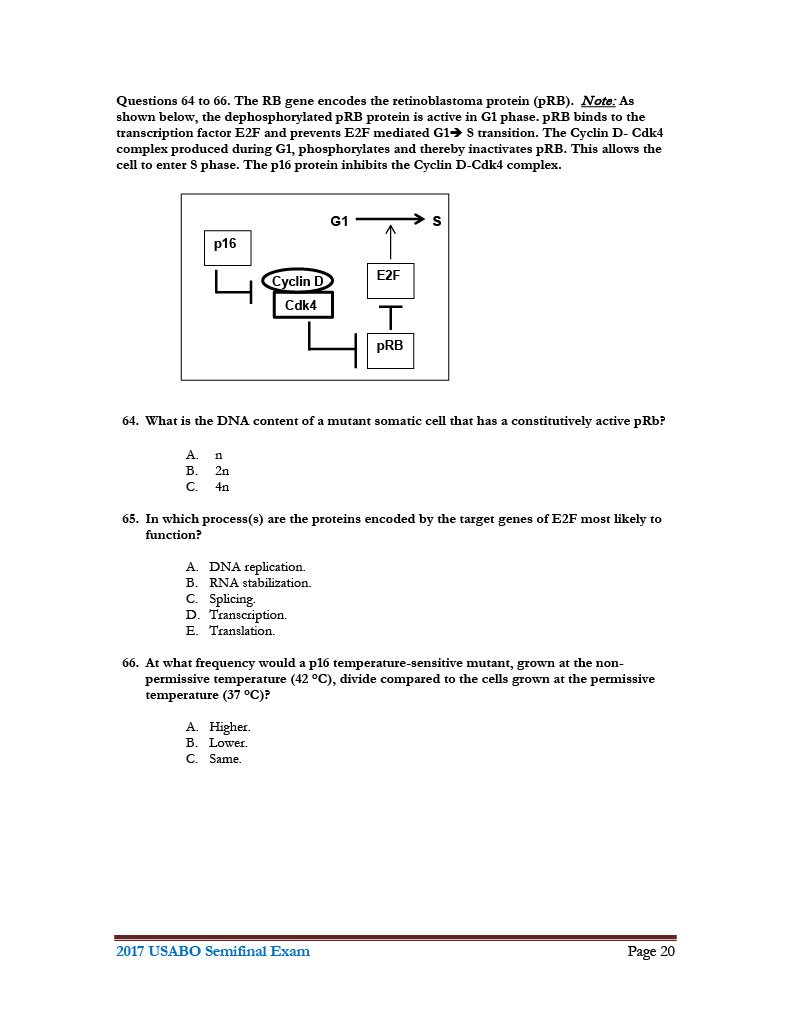 Questions 64 to 66. The RB gene encodes the retinoblastoma protein (pRB). Note: As
shown below, the dephosphorylated pRB protein is active in G1 phase. pRB binds to the
transcription factor E2F and prevents E2F mediated G1➔ S transition. The Cyclin D- Cdk4
complex produced during G1, phosphorylates and thereby inactivates pRB. This allows the
cell to enter S phase. The p16 protein inhibits the Cyclin D-Cdk4 complex.
G1 S
p16
Cyclin D
E2F
Cdk4
pRB
64. What is the DNA content of a mutant somatic cell that has a constitutively active pRb?
A. n
B. 2n
C. 4n
65. In which process(s) are the proteins encoded by the target genes of E2F most likely to
function?
A. DNA replication.
B. RNA stabilization.
C. Splicing.
D. Transcription.
E. Translation.
66. At what frequency would a p16 temperature-sensitive mutant, grown at the non-
permissive temperature (42 °C), divide compared to the cells grown at the permissive
temperature (37 °C)?
A. Higher.
B. Lower.
C. Same.
2017 USABO Semifinal Exam Page 20